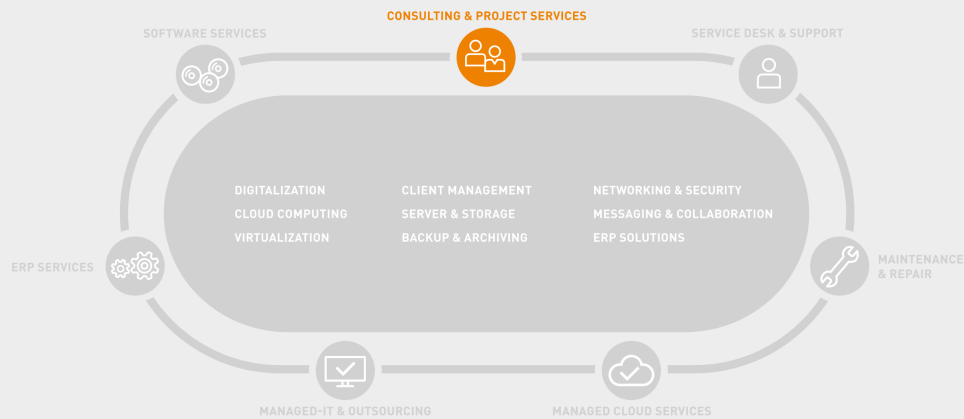 CONSULTING & PROJECT SERVICES
SOFTWARE SERVICES
SERVICE DESK & SUPPORT
DIGITALIZATION
CLIENT MANAGEMENT
NETWORKING & SECURITY
CLOUD COMPUTING
SERVER & STORAGE
MESSAGING & COLLABORATION
VIRTUALIZATION
BACKUP & ARCHIVING
ERP SOLUTIONS
ERP SERVICES
MAINTENANCE
& REPAIR
MANAGED-IT & OUTSOURCING
MANAGED CLOUD SERVICES